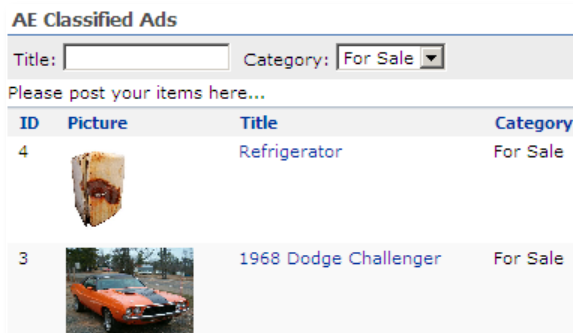 AE Classified Ads
Title: Category: For Sale
Please post your items here...
ID Picture Title Category
4 Refrigerator For Sale
3 1968 Dodge Challenger For Sale